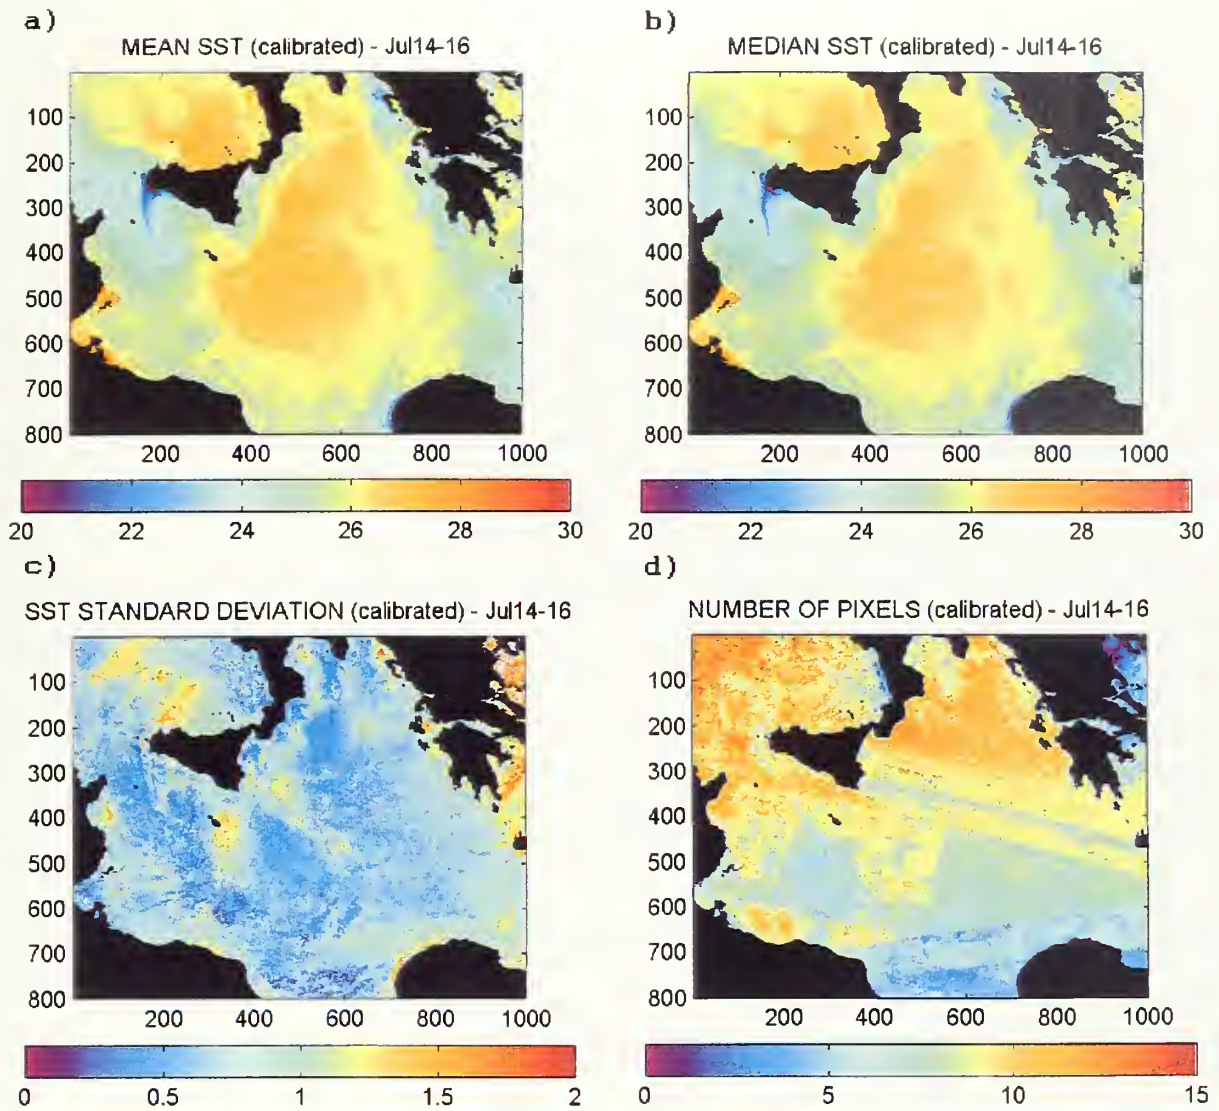 a)
MEAN SST (calibrated) - Jul14-16
100
200
300
400
500
600
700
800
200 400 600 800 1000
20 22 24 26 28 30
b)
MEDIAN SST (calibrated) - Jul14-16
100
200
300
400
500
600
700
800
200 400 600 800 1000
20 22 24 26 28 30
c)
SST STANDARD DEVIATION (calibrated) - Jul14-16
100
200
300
400
500
600
700
800
200 400 600 800 1000
0 0.5 1 1.5 2
d)
NUMBER OF PIXELS (calibrated) - Jul14-16
100
200
300
400
500
600
700
800
200 400 600 800 1000
0 5 10 15